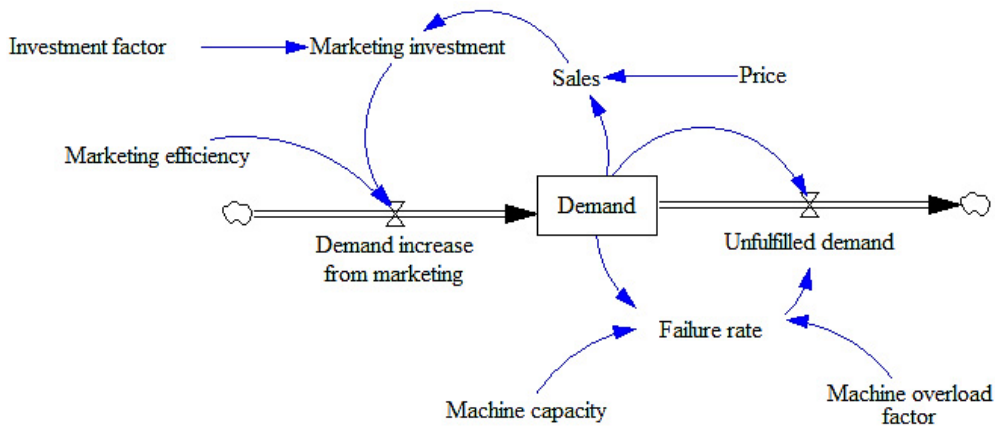 Investment factor
Marketing investment
Sales
Price
Marketing efficiency
Demand
Demand increase
from marketing
Unfulfilled demand
Failure rate
Machine capacity
Machine overload
factor